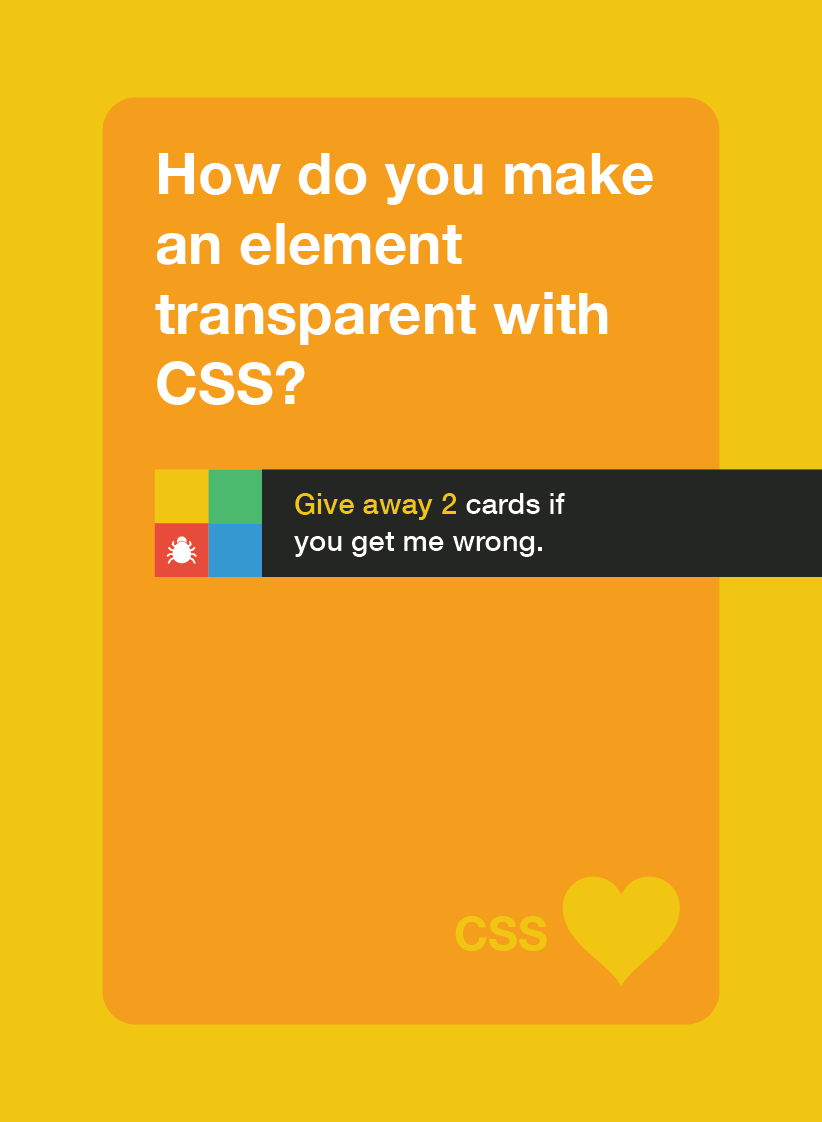 How do you make
an element
transparent with
CSS?
Give away 2 cards if
you get me wrong.
CSS